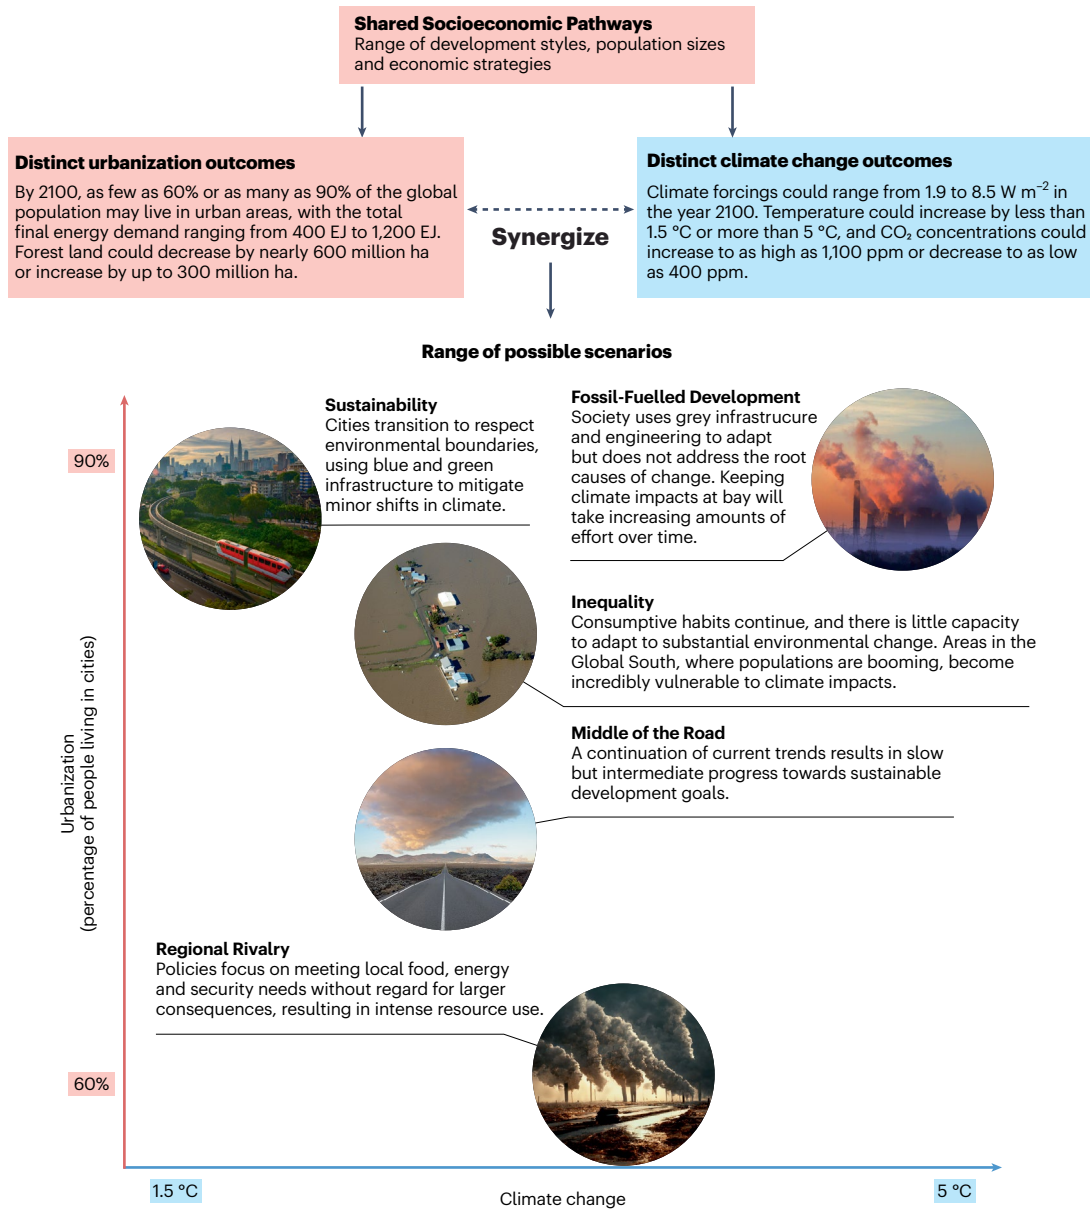 Shared Socioeconomic Pathways
Range of development styles, population sizes
and economic strategies
Distinct urbanization outcomes
By 2100, as few as 60% or as many as 90% of the global
population may live in urban areas, with the total
final energy demand ranging from 400 EJ to 1,200 EJ.
Forest land could decrease by nearly 600 million ha
or increase by up to 300 million ha.
Synergize
Distinct climate change outcomes
Climate forcings could range from 1.9 to 8.5 W m⁻² in
the year 2100. Temperature could increase by less than
1.5 °C or more than 5 °C, and CO₂ concentrations could
increase to as high as 1,100 ppm or decrease to as low
as 400 ppm.
Range of possible scenarios
90%
Sustainability
Cities transition to respect
environmental boundaries,
using blue and green
infrastructure to mitigate
minor shifts in climate.
Fossil-Fuelled Development
Society uses grey infrastrucure
and engineering to adapt
but does not address the root
causes of change. Keeping
climate impacts at bay will
take increasing amounts of
effort over time.
Inequality
Consumptive habits continue, and there is little capacity
to adapt to substantial environmental change. Areas in the
Global South, where populations are booming, become
incredibly vulnerable to climate impacts.
Middle of the Road
A continuation of current trends results in slow
but intermediate progress towards sustainable
development goals.
Urbanization
(percentage of people living in cities)
Regional Rivalry
Policies focus on meeting local food, energy
and security needs without regard for larger
consequences, resulting in intense resource use.
60%
1.5 °C
Climate change
5 °C